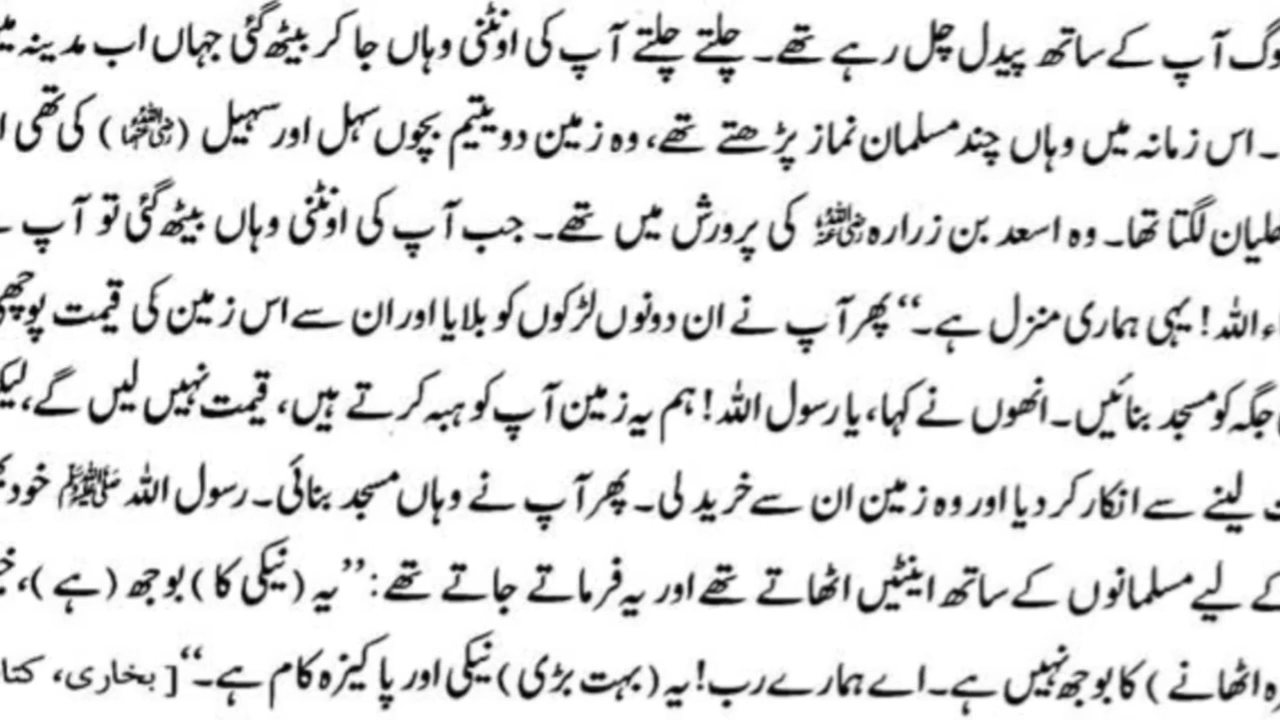 آپ کے ساتھ پیدل چل رہے تھے۔ چلتے چلتے آپ کی اونٹنی وہاں جا کر بیٹھ گئی جہاں اب مدینہ
۔ اس زمانہ میں وہاں چند مسلمان نماز پڑھتے تھے، وہ زمین دو یتیم بچوں سہل اور سہیل (رضی اللہ عنہما) کی تھی
لگتا تھا۔ وہ اسعد بن زرارہ رضی اللہ عنہ کی پرورش میں تھے۔ جب آپ کی اونٹنی وہاں بیٹھ گئی تو آپ
اللہ! یہی ہماری منزل ہے۔‘‘ پھر آپ نے ان دونوں لڑکوں کو بلایا اور ان سے اس زمین کی قیمت پوچھی
جگہ کو مسجد بنائیں۔ انھوں نے کہا، یا رسول اللہ! ہم یہ زمین آپ کو ہبہ کرتے ہیں، قیمت نہیں لیں گے،
لینے سے انکار کر دیا اور وہ زمین ان سے خرید لی۔ پھر آپ نے وہاں مسجد بنائی۔ رسول اللہ ﷺ خود
کے لیے مسلمانوں کے ساتھ اینٹیں اٹھاتے تھے اور یہ فرماتے جاتے تھے: ’’یہ (نیکی کا) بوجھ (ہے)،
اٹھانے) کا بوجھ نہیں ہے۔ اے ہمارے رب! یہ (بہت بڑی) نیکی اور پاکیزہ کام ہے۔‘‘ [بخاری،